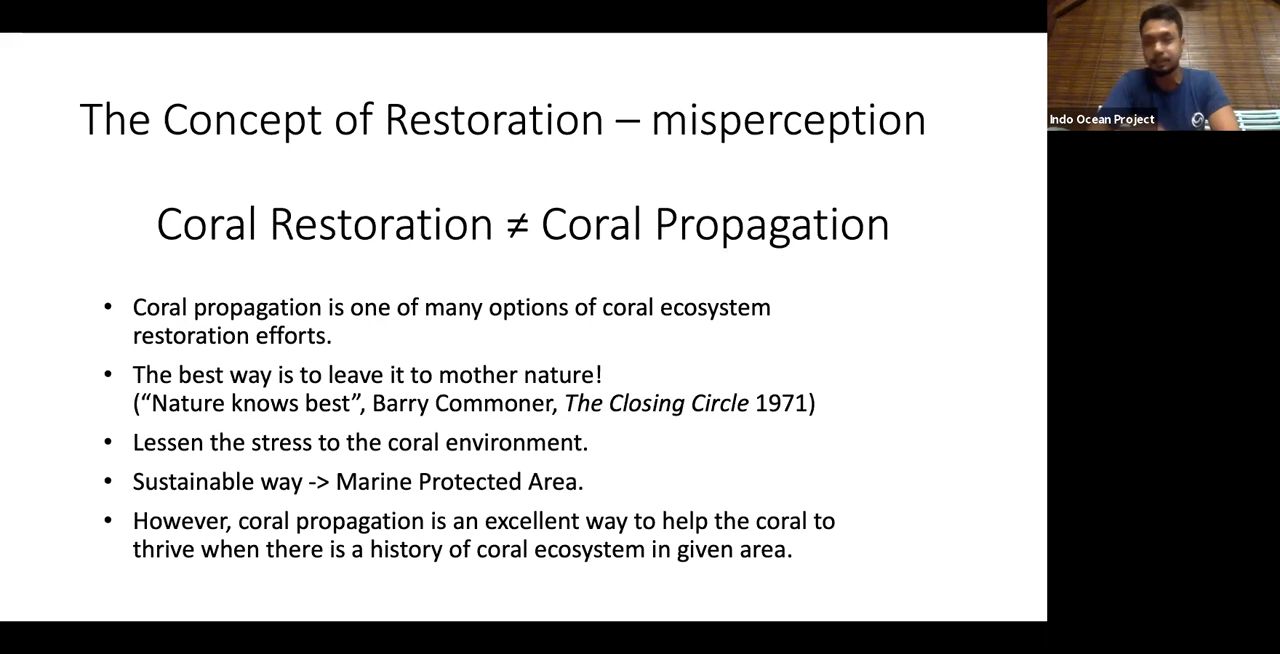 The Concept of Restoration – misperception
Coral Restoration ≠ Coral Propagation
• Coral propagation is one of many options of coral ecosystem
restoration efforts.
• The best way is to leave it to mother nature!
(“Nature knows best”, Barry Commoner, The Closing Circle 1971)
• Lessen the stress to the coral environment.
• Sustainable way -> Marine Protected Area.
• However, coral propagation is an excellent way to help the coral to
thrive when there is a history of coral ecosystem in given area.
Indo Ocean Project